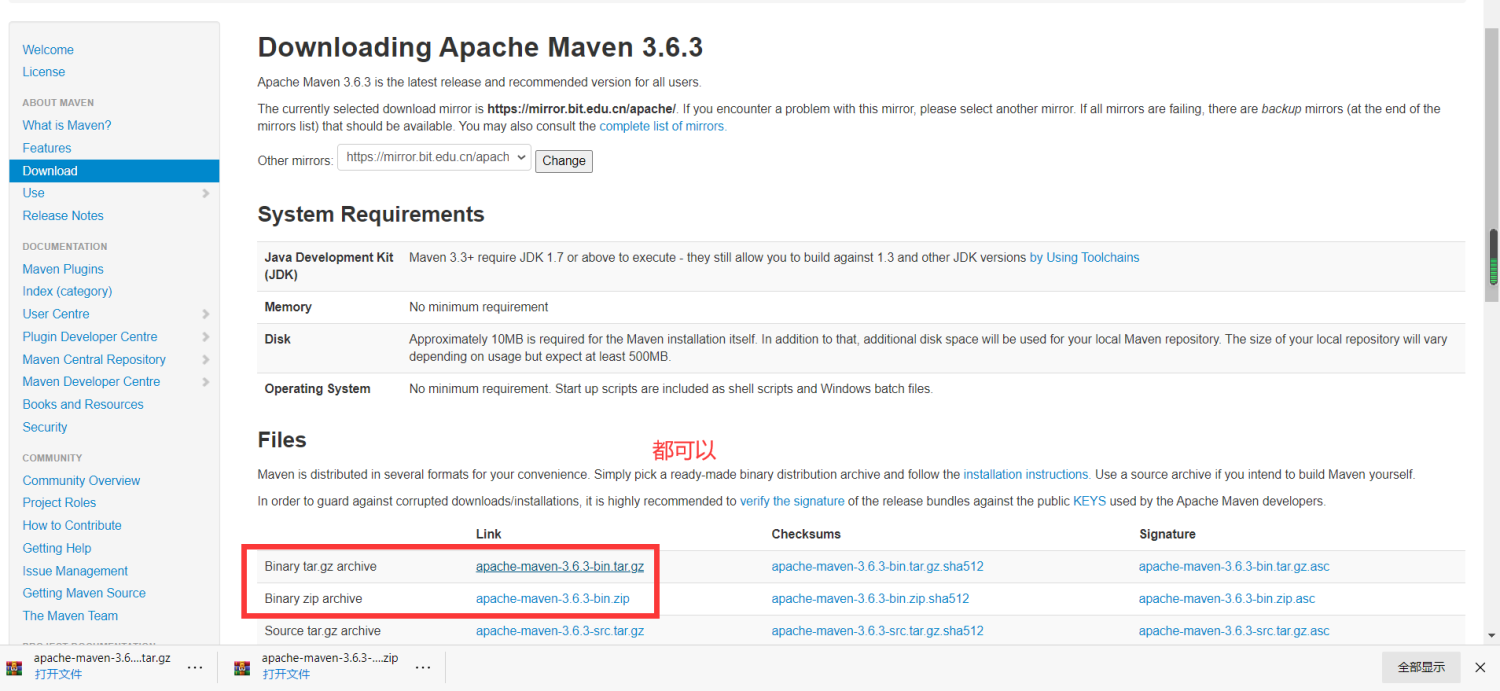 Welcome
License
ABOUT MAVEN
What is Maven?
Features
Download
Use
Release Notes
DOCUMENTATION
Maven Plugins
Index (category)
User Centre
Plugin Developer Centre
Maven Central Repository
Maven Developer Centre
Books and Resources
Security
COMMUNITY
Community Overview
Project Roles
How to Contribute
Getting Help
Issue Management
Getting Maven Source
The Maven Team
PROJECT DOCUMENTATION
Downloading Apache Maven 3.6.3
Apache Maven 3.6.3 is the latest release and recommended version for all users.
The currently selected download mirror is https://mirror.bit.edu.cn/apache/. If you encounter a problem with this mirror, please select another mirror. If all mirrors are failing, there are backup mirrors (at the end of the
mirrors list) that should be available. You may also consult the complete list of mirrors.
Other mirrors: https://mirror.bit.edu.cn/apach Change
System Requirements
Java Development Kit Maven 3.3+ require JDK 1.7 or above to execute - they still allow you to build against 1.3 and other JDK versions by Using Toolchains
(JDK)
Memory No minimum requirement
Disk Approximately 10MB is required for the Maven installation itself. In addition to that, additional disk space will be used for your local Maven repository. The size of your local repository will vary
depending on usage but expect at least 500MB.
Operating System No minimum requirement. Start up scripts are included as shell scripts and Windows batch files.
Files
都可以
Maven is distributed in several formats for your convenience. Simply pick a ready-made binary distribution archive and follow the installation instructions. Use a source archive if you intend to build Maven yourself.
In order to guard against corrupted downloads/installations, it is highly recommended to verify the signature of the release bundles against the public KEYS used by the Apache Maven developers.
Link Checksums Signature
Binary tar.gz archive apache-maven-3.6.3-bin.tar.gz apache-maven-3.6.3-bin.tar.gz.sha512 apache-maven-3.6.3-bin.tar.gz.asc
Binary zip archive apache-maven-3.6.3-bin.zip apache-maven-3.6.3-bin.zip.sha512 apache-maven-3.6.3-bin.zip.asc
Source tar.gz archive apache-maven-3.6.3-src.tar.gz apache-maven-3.6.3-src.tar.gz.sha512 apache-maven-3.6.3-src.tar.gz.asc
apache-maven-3.6....tar.gz ... apache-maven-3.6.3-....zip ... 全部显示
打开文件 打开文件